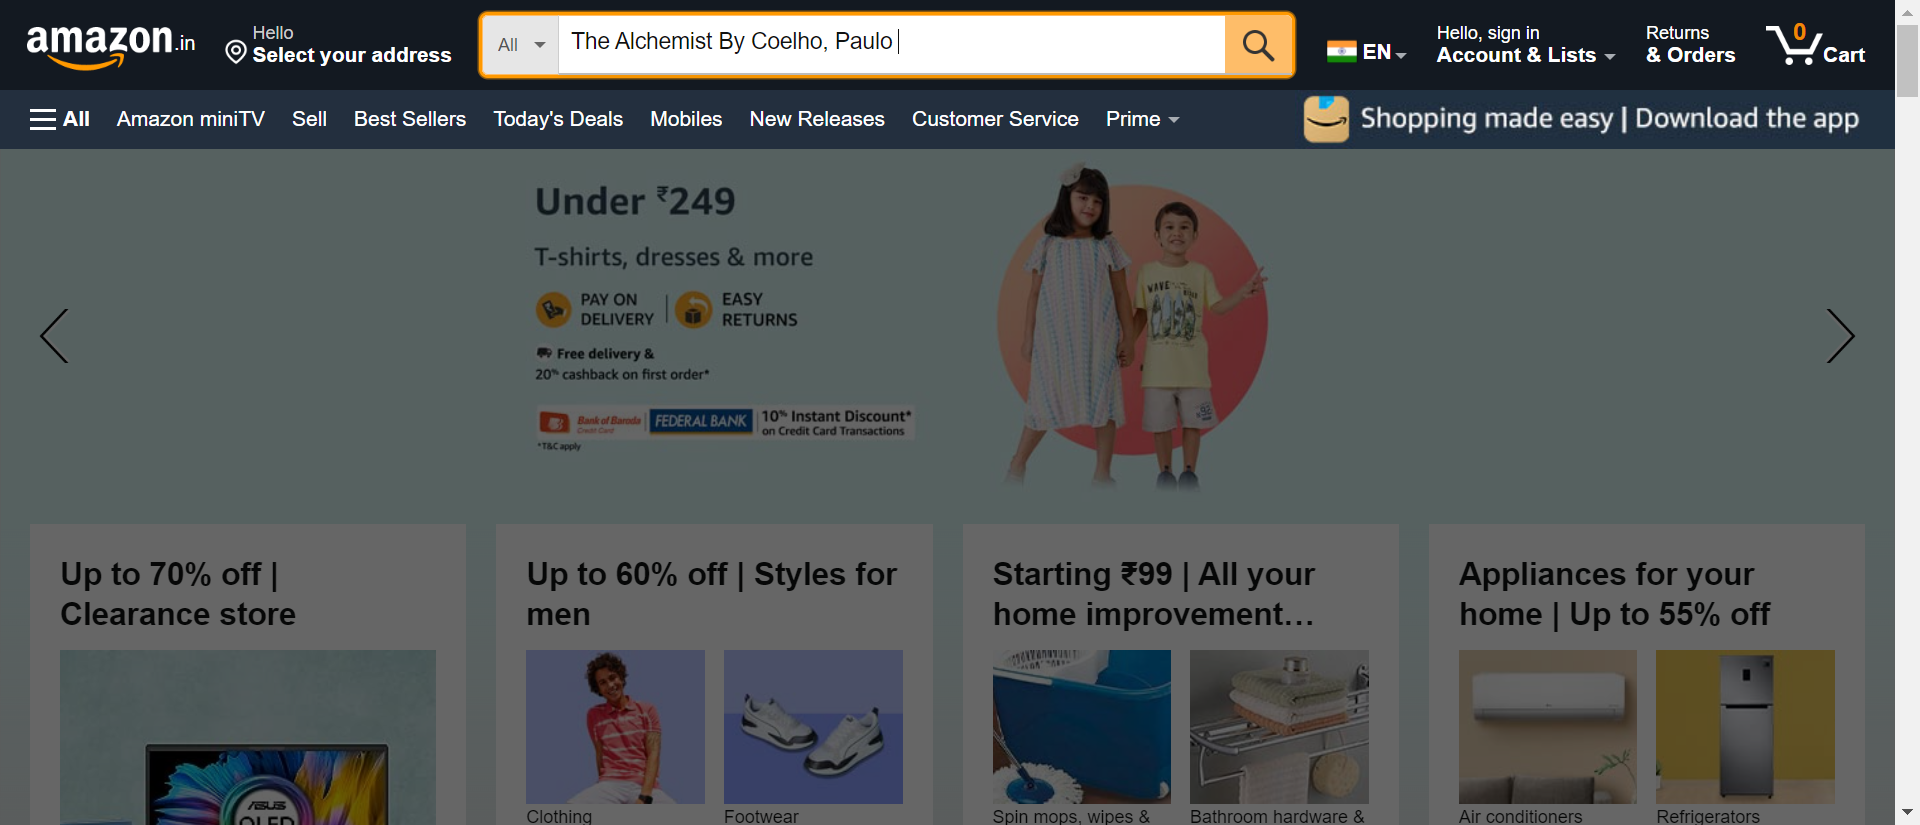 amazon.in
Hello
Select your address
All
The Alchemist By Coelho, Paulo
EN
Hello, sign in
Account & Lists
Returns
& Orders
0
Cart
All
Amazon miniTV
Sell
Best Sellers
Today's Deals
Mobiles
New Releases
Customer Service
Prime
Shopping made easy | Download the app
Under ₹249
T-shirts, dresses & more
PAY ON
DELIVERY
EASY
RETURNS
Free delivery &
20% cashback on first order*
Bank of Baroda
Credit Card
FEDERAL BANK
10% Instant Discount*
on Credit Card Transactions
*T&C apply
WAVE
Up to 70% off |
Clearance store
Up to 60% off | Styles for
men
Starting ₹99 | All your
home improvement…
Appliances for your
home | Up to 55% off
ASUS
OLED
Clothing
Footwear
Spin mops, wipes &
Bathroom hardware &
Air conditioners
Refrigerators